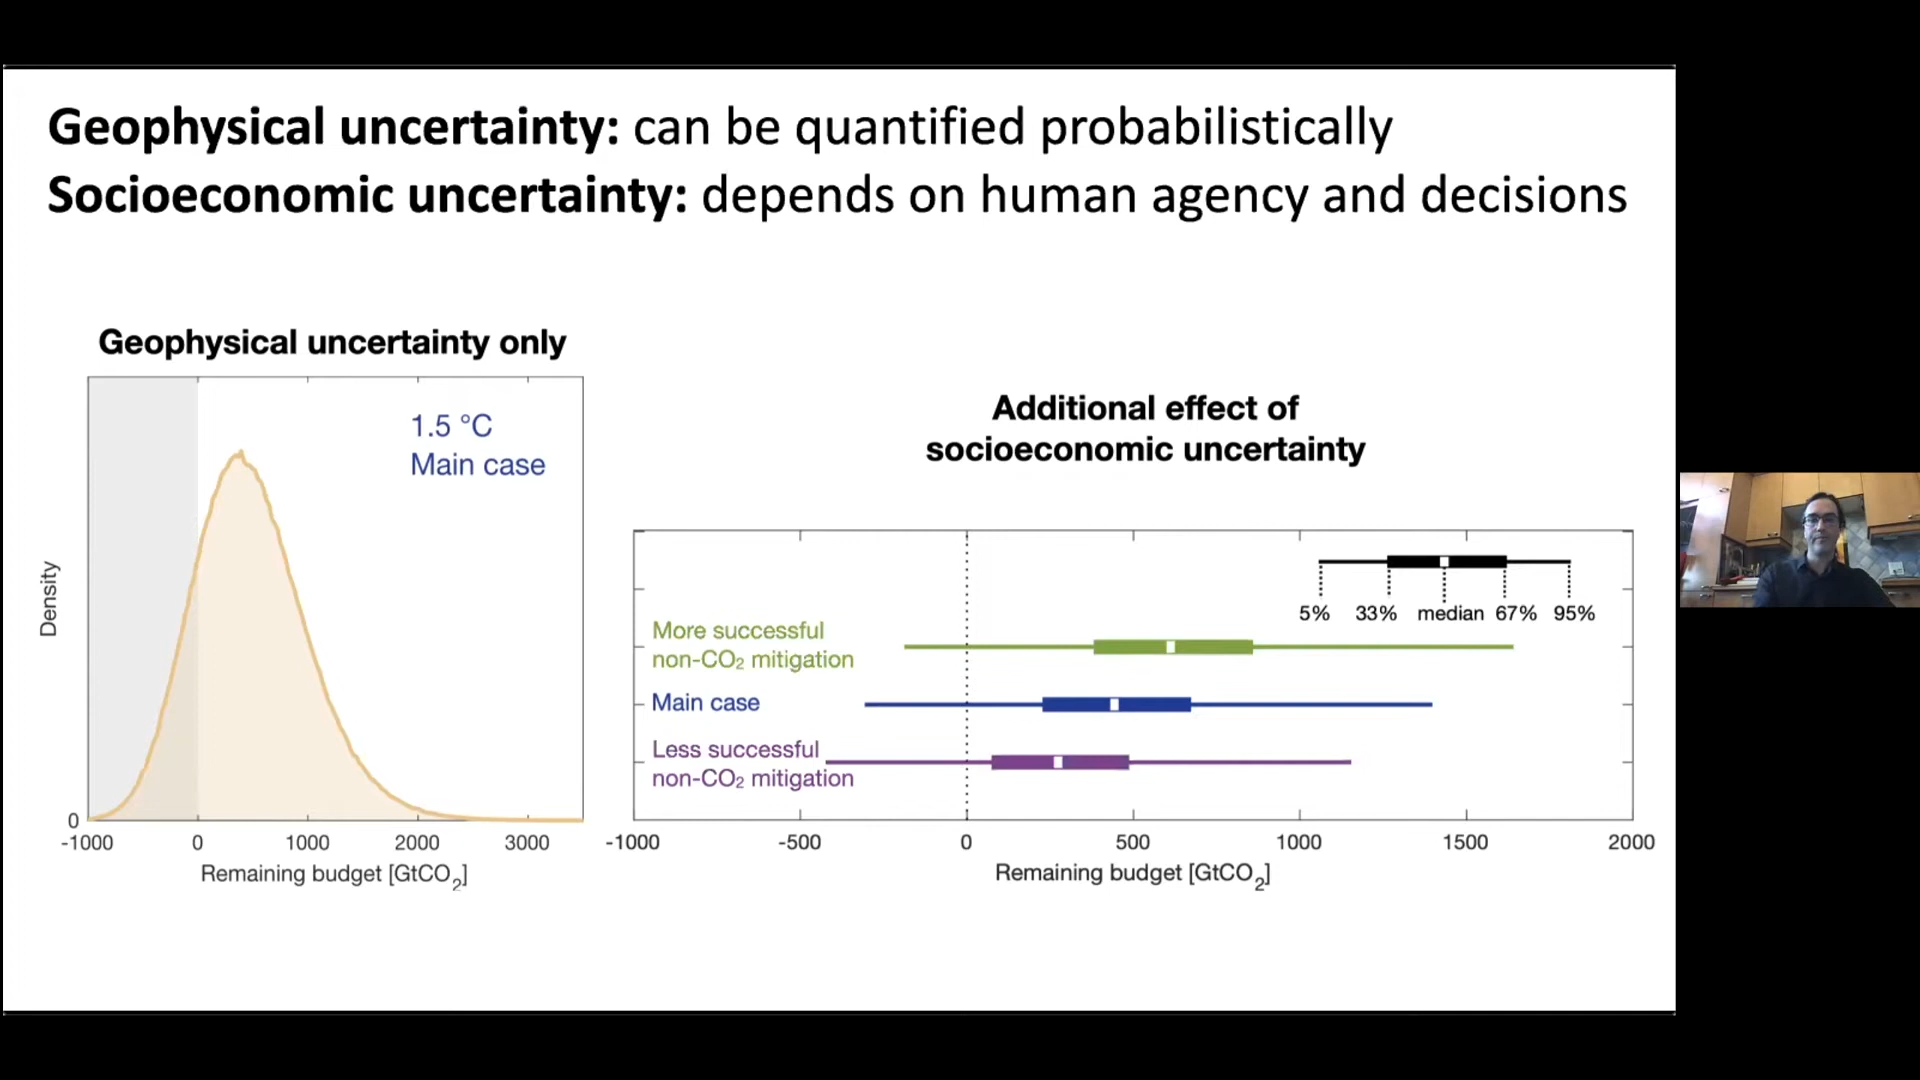 Geophysical uncertainty: can be quantified probabilistically
Socioeconomic uncertainty: depends on human agency and decisions
Geophysical uncertainty only
1.5 °C
Main case
Density
0
-1000 0 1000 2000 3000
Remaining budget [GtCO₂]
Additional effect of
socioeconomic uncertainty
5% 33% median 67% 95%
More successful
non-CO₂ mitigation
Main case
Less successful
non-CO₂ mitigation
-1000 -500 0 500 1000 1500 2000
Remaining budget [GtCO₂]